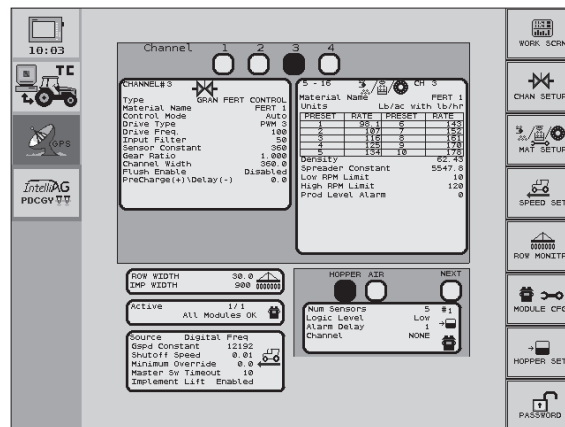 10:03
TC
GPS
IntelliAG
PDCGY
Channel 1 2 3 4
CHANNEL# 3
Type GRAN FERT CONTROL
Material Name FERT 1
Control Mode Auto
Drive Type PWM 3
Drive Freq. 100
Input Filter 50
Sensor Constant 360
Gear Ratio 1.000
Channel Width 360.0
Flush Enable Disabled
PreCharge(+)\Delay(-) 0.0
5 - 16 CH 3
Material Name FERT 1
Units Lb/ac with lb/hr
PRESET RATE PRESET RATE
1 98.1 6 143
2 107 7 152
3 116 8 161
4 125 9 170
5 134 10 178
Density 62.43
Spreader Constant 5547.8
Low RPM Limit 10
High RPM Limit 120
Prod Level Alarm 0
ROW WIDTH 30.0
IMP WIDTH 900
Active 1/1
All Modules OK
Source Digital Freq
Gspd Constant 12192
Shutoff Speed 0.01
Minimum Override 0.0
Master Sw Timeout 10
Implement Lift Enabled
HOPPER AIR NEXT
Num Sensors 5 #1
Logic Level Low
Alarm Delay 1
Channel NONE
WORK SCRN
CHAN SETUP
MAT SETUP
SPEED SET
ROW MONITR
MODULE CFG
HOPPER SET
PASSWORD